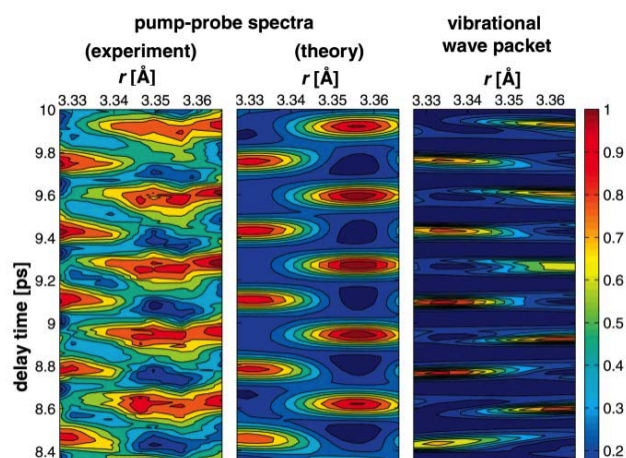 pump-probe spectra
(experiment) (theory)
vibrational
wave packet
r [Å] r [Å]
3.33 3.34 3.35 3.36 3.33 3.34 3.35 3.36 3.33 3.34 3.35 3.36
delay time [ps]
10
9.8
9.6
9.4
9.2
9
8.8
8.6
8.4
1
0.9
0.8
0.7
0.6
0.5
0.4
0.3
0.2